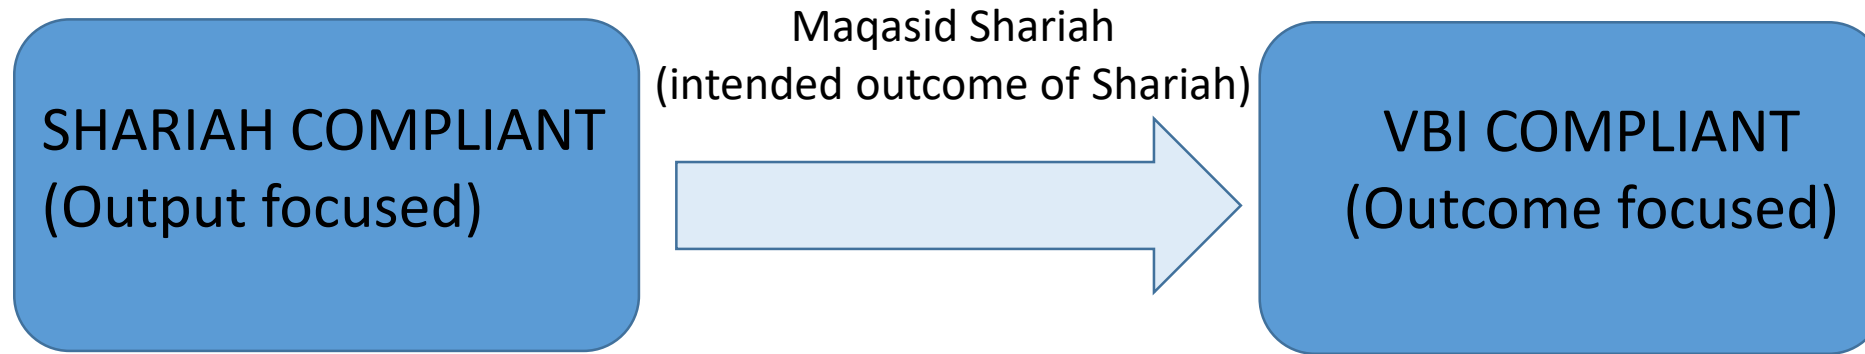 SHARIAH COMPLIANT
(Output focused)
Maqasid Shariah
(intended outcome of Shariah)
VBI COMPLIANT
(Outcome focused)